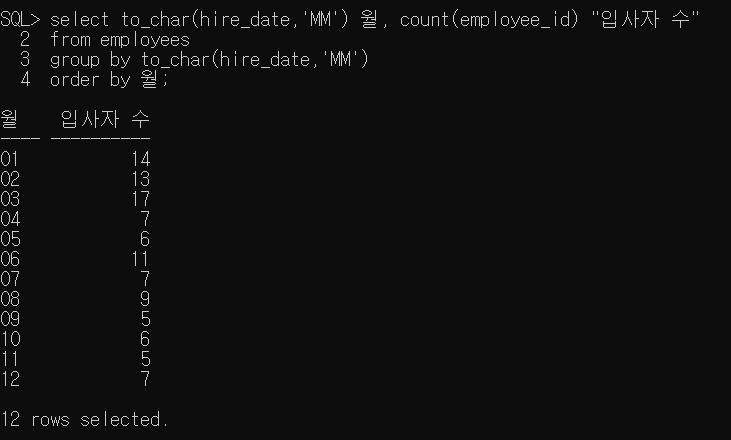 SQL> select to_char(hire_date,'MM') 월, count(employee_id) "입사자 수"
2 from employees
3 group by to_char(hire_date,'MM')
4 order by 월;
월 입사자 수
---- ----------
01 14
02 13
03 17
04 7
05 6
06 11
07 7
08 9
09 5
10 6
11 5
12 7
12 rows selected.